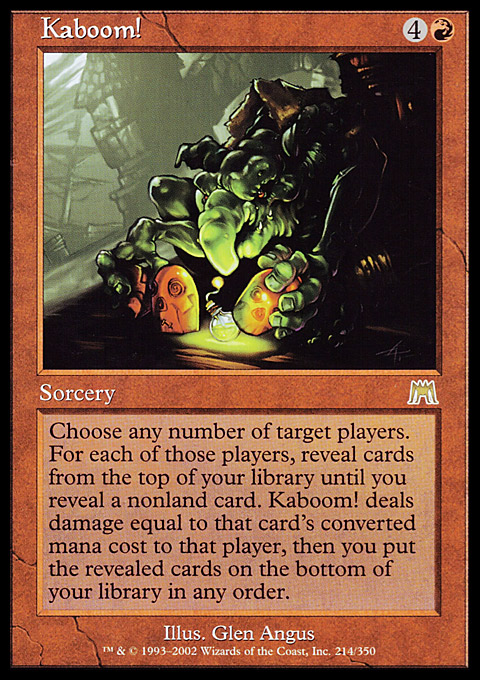 Kaboom!
4
Sorcery
Choose any number of target players.
For each of those players, reveal cards
from the top of your library until you
reveal a nonland card. Kaboom! deals
damage equal to that card's converted
mana cost to that player, then you put
the revealed cards on the bottom of
your library in any order.
Illus. Glen Angus
™ & © 1993–2002 Wizards of the Coast, Inc. 214/350